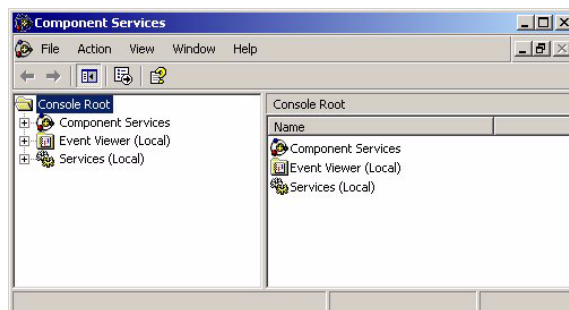 Component Services
File Action View Window Help
Console Root
Component Services
Event Viewer (Local)
Services (Local)
Console Root
Name
Component Services
Event Viewer (Local)
Services (Local)